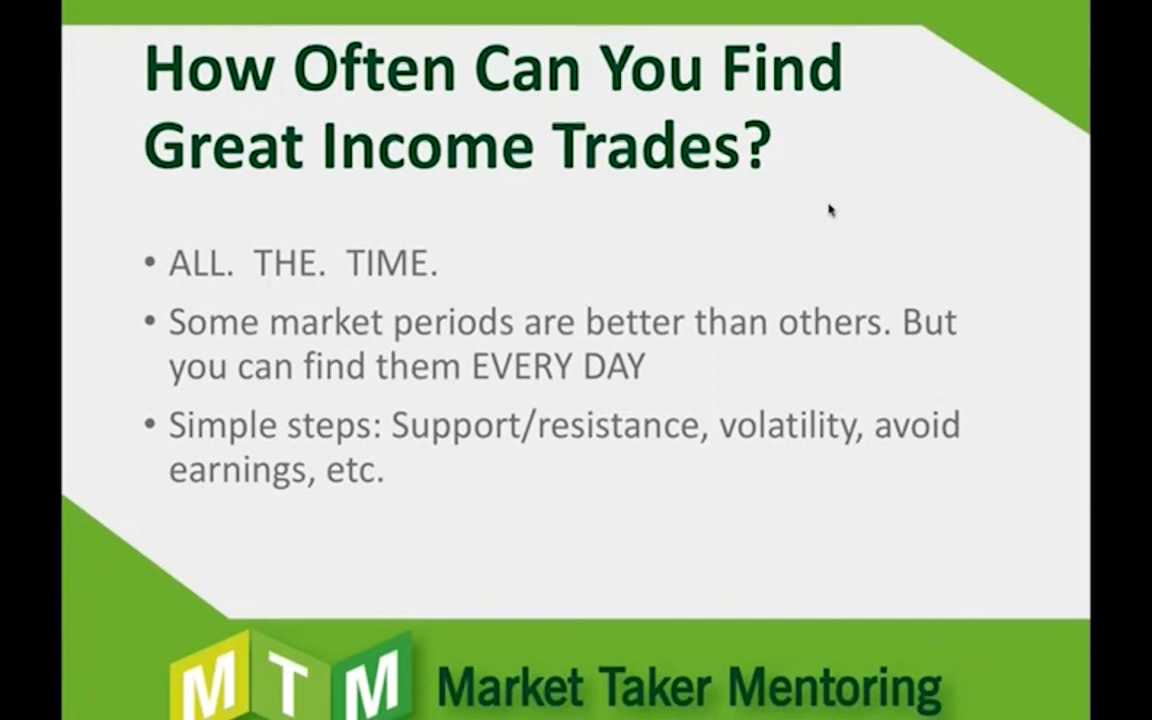 How Often Can You Find
Great Income Trades?
• ALL. THE. TIME.
• Some market periods are better than others. But
you can find them EVERY DAY
• Simple steps: Support/resistance, volatility, avoid
earnings, etc.
MTM Market Taker Mentoring